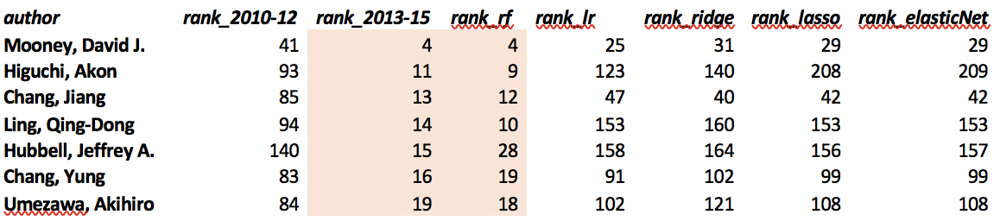 author rank_2010-12 rank_2013-15 rank_rf rank_lr rank_ridge rank_lasso rank_elasticNet
Mooney, David J. 41 4 4 25 31 29 29
Higuchi, Akon 93 11 9 123 140 208 209
Chang, Jiang 85 13 12 47 40 42 42
Ling, Qing-Dong 94 14 10 153 160 153 153
Hubbell, Jeffrey A. 140 15 28 158 164 156 157
Chang, Yung 83 16 19 91 102 99 99
Umezawa, Akihiro 84 19 18 102 121 108 108